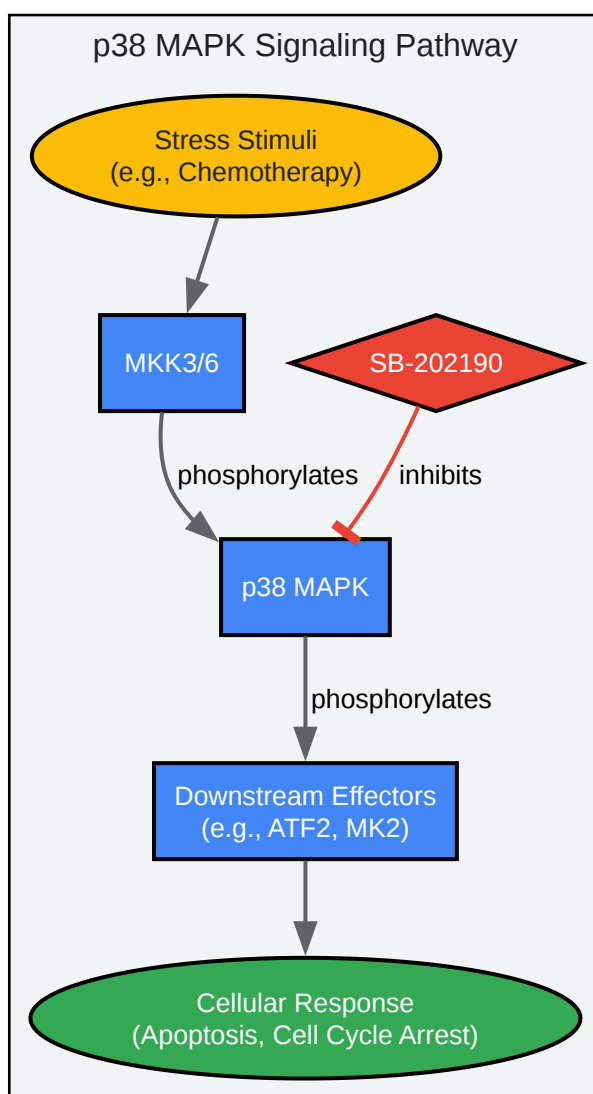 p38 MAPK Signaling Pathway
Stress Stimuli
(e.g., Chemotherapy)
MKK3/6
SB-202190
phosphorylates
inhibits
p38 MAPK
phosphorylates
Downstream Effectors
(e.g., ATF2, MK2)
Cellular Response
(Apoptosis, Cell Cycle Arrest)